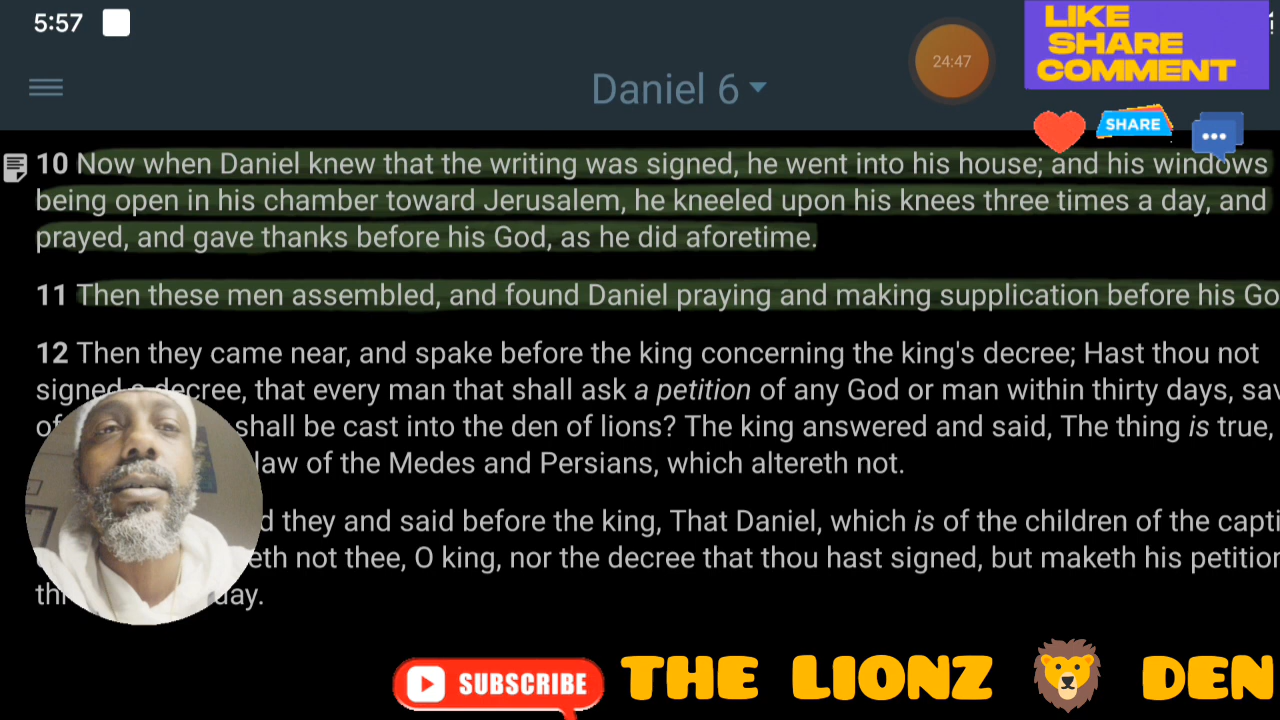 5:57
LIKE
SHARE
COMMENT
24:47
Daniel 6
SHARE
10 Now when Daniel knew that the writing was signed, he went into his house; and his windows
being open in his chamber toward Jerusalem, he kneeled upon his knees three times a day, and
prayed, and gave thanks before his God, as he did aforetime.
11 Then these men assembled, and found Daniel praying and making supplication before his Go
12 Then they came near, and spake before the king concerning the king's decree; Hast thou not
signed decree, that every man that shall ask a petition of any God or man within thirty days,
shall be cast into the den of lions? The king answered and said, The thing is true,
law of the Medes and Persians, which altereth not.
they and said before the king, That Daniel, which is of the children of the capti
eth not thee, O king, nor the decree that thou hast signed, but maketh his petition
day.
SUBSCRIBE
THE LIONZ DEN